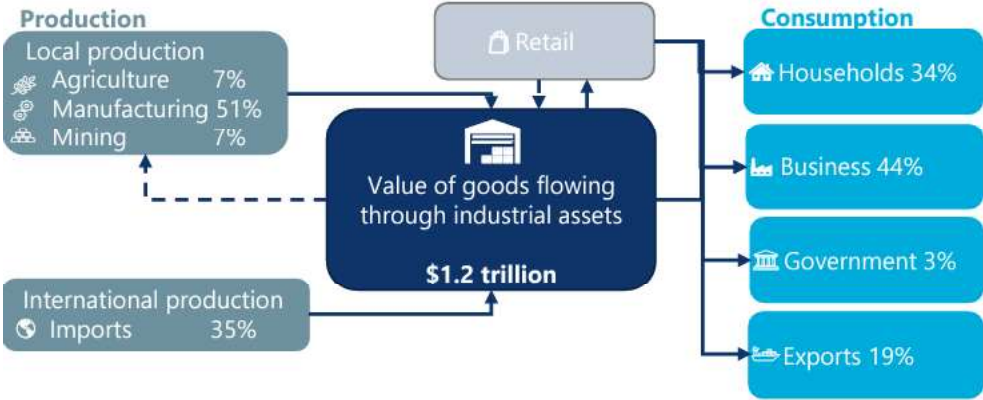 Production
Local production
Agriculture 7%
Manufacturing 51%
Mining 7%
International production
Imports 35%
Retail
Value of goods flowing
through industrial assets
$1.2 trillion
Consumption
Households 34%
Business 44%
Government 3%
Exports 19%